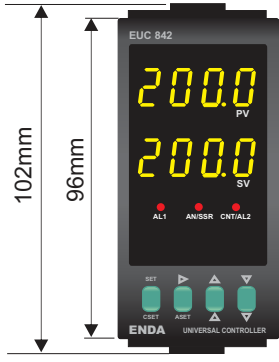 EUC 842
200.0
PV
200.0
SV
AL1 AN/SSR CNT/AL2
SET
CSET ASET
ENDA UNIVERSAL CONTROLLER
102mm
96mm